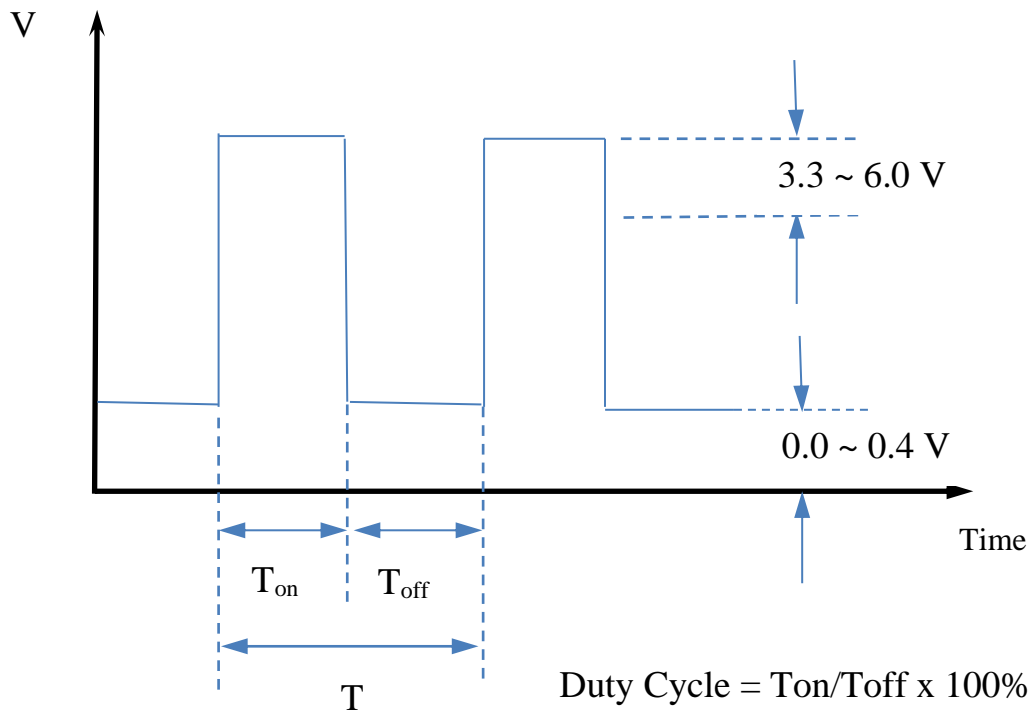 V
3.3 ~ 6.0 V
0.0 ~ 0.4 V
Time
Ton
Toff
T
Duty Cycle = Ton/Toff x 100%